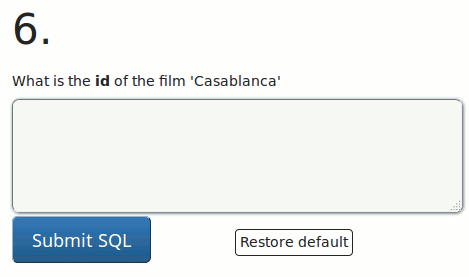 6.
What is the id of the film 'Casablanca'
Submit SQL
Restore default